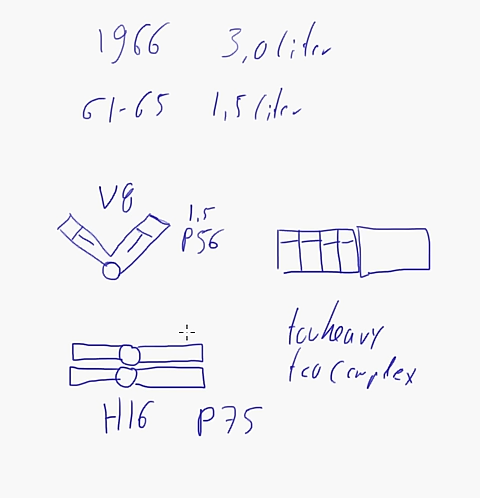 1966 3,0 liter
61-65 1,5 liter
V8
1.5
P56
too heavy
too complex
H16 P75